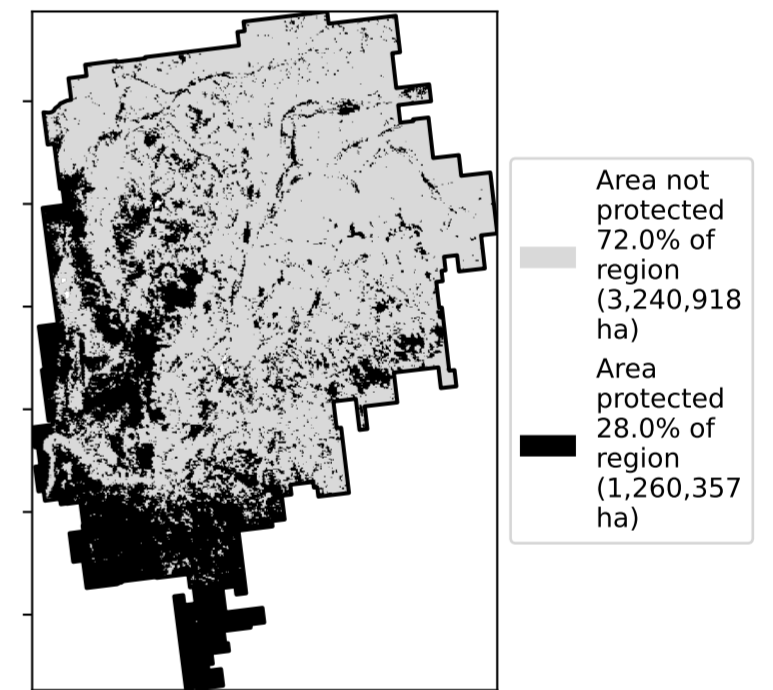 Area not
protected
72.0% of
region
(3,240,918
ha)
Area
protected
28.0% of
region
(1,260,357
ha)